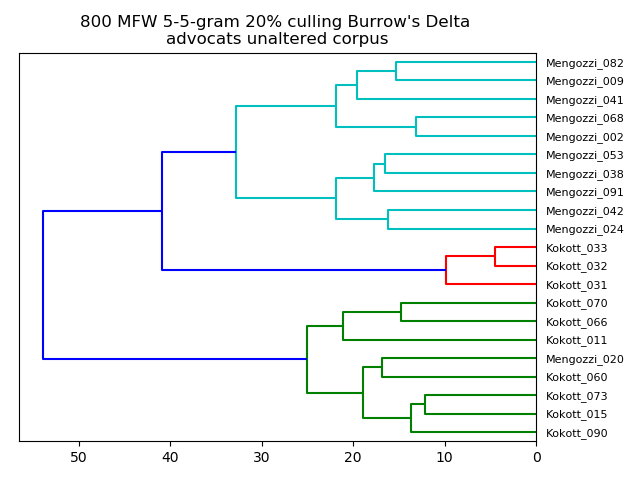 800 MFW 5-5-gram 20% culling Burrow's Delta
advocats unaltered corpus
Mengozzi_082
Mengozzi_009
Mengozzi_041
Mengozzi_068
Mengozzi_002
Mengozzi_053
Mengozzi_038
Mengozzi_091
Mengozzi_042
Mengozzi_024
Kokott_033
Kokott_032
Kokott_031
Kokott_070
Kokott_066
Kokott_011
Mengozzi_020
Kokott_060
Kokott_073
Kokott_015
Kokott_090
50 40 30 20 10 0